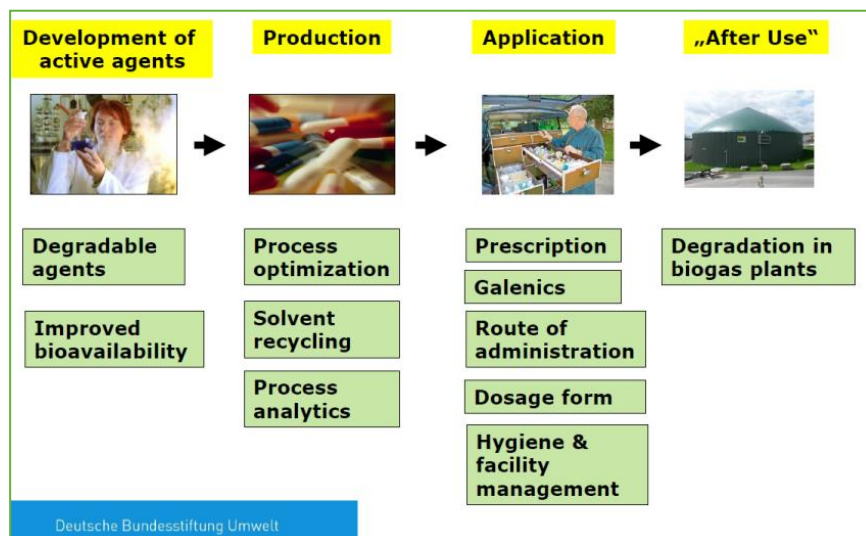 Development of
active agents
Production
Application
„After Use“
Degradable
agents
Improved
bioavailability
Process
optimization
Solvent
recycling
Process
analytics
Prescription
Galenics
Route of
administration
Dosage form
Hygiene &
facility
management
Degradation in
biogas plants
Deutsche Bundesstiftung Umwelt